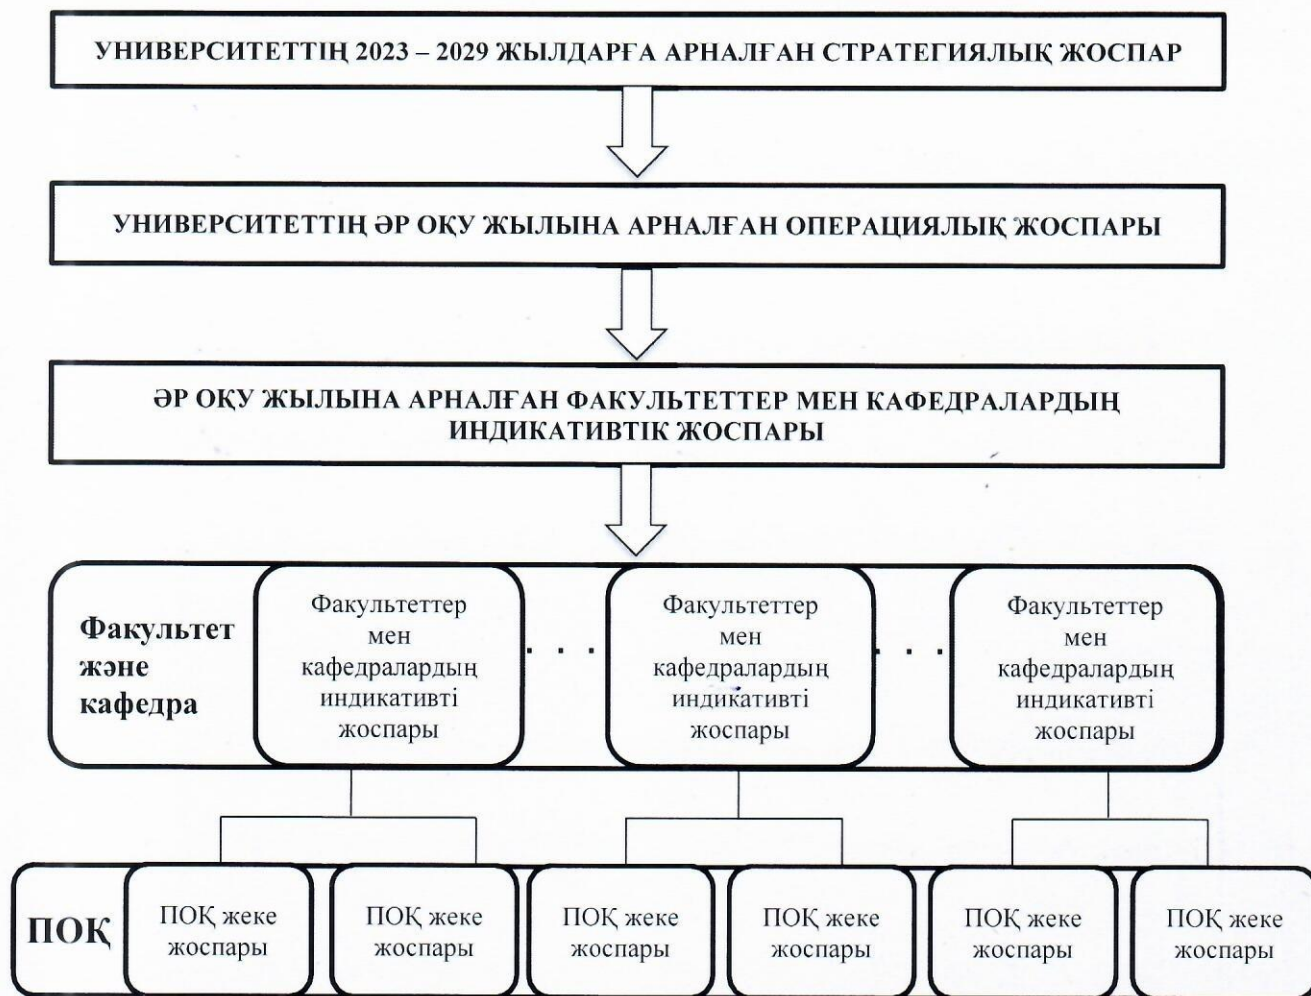 УНИВЕРСИТЕТТІҢ 2023 – 2029 ЖЫЛДАРҒА АРНАЛҒАН СТРАТЕГИЯЛЫҚ ЖОСПАР
УНИВЕРСИТЕТТІҢ ӘР ОҚУ ЖЫЛЫНА АРНАЛҒАН ОПЕРАЦИЯЛЫҚ ЖОСПАРЫ
ӘР ОҚУ ЖЫЛЫНА АРНАЛҒАН ФАКУЛЬТЕТТЕР МЕН КАФЕДРАЛАРДЫҢ
ИНДИКАТИВТІК ЖОСПАРЫ
Факультет
және
кафедра
Факультеттер
мен
кафедралардың
индикативті
жоспары
. . .
Факультеттер
мен
кафедралардың
индикативті
жоспары
. . .
Факультеттер
мен
кафедралардың
индикативті
жоспары
ПОҚ
ПОҚ жеке
жоспары
ПОҚ жеке
жоспары
ПОҚ жеке
жоспары
ПОҚ жеке
жоспары
ПОҚ жеке
жоспары
ПОҚ жеке
жоспары